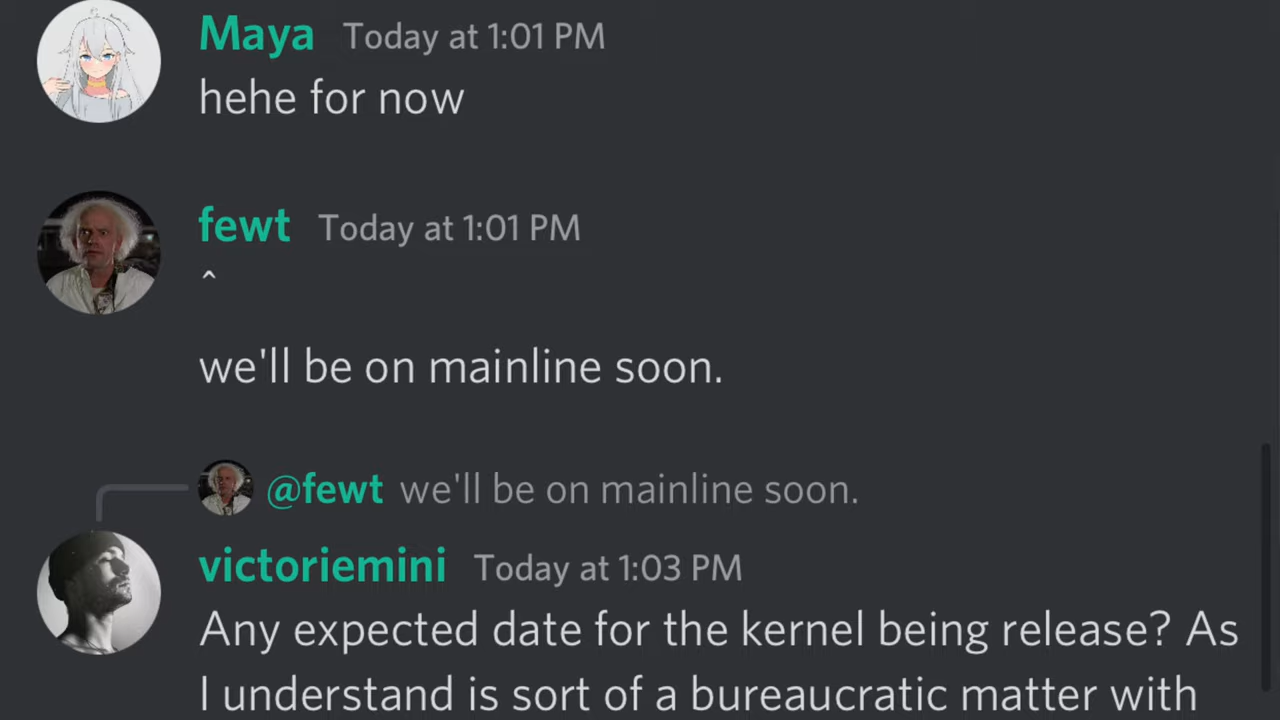 Maya Today at 1:01 PM
hehe for now
fewt Today at 1:01 PM
^
we'll be on mainline soon.
@fewt we'll be on mainline soon.
victoriemini Today at 1:03 PM
Any expected date for the kernel being release? As
I understand is sort of a bureaucratic matter with